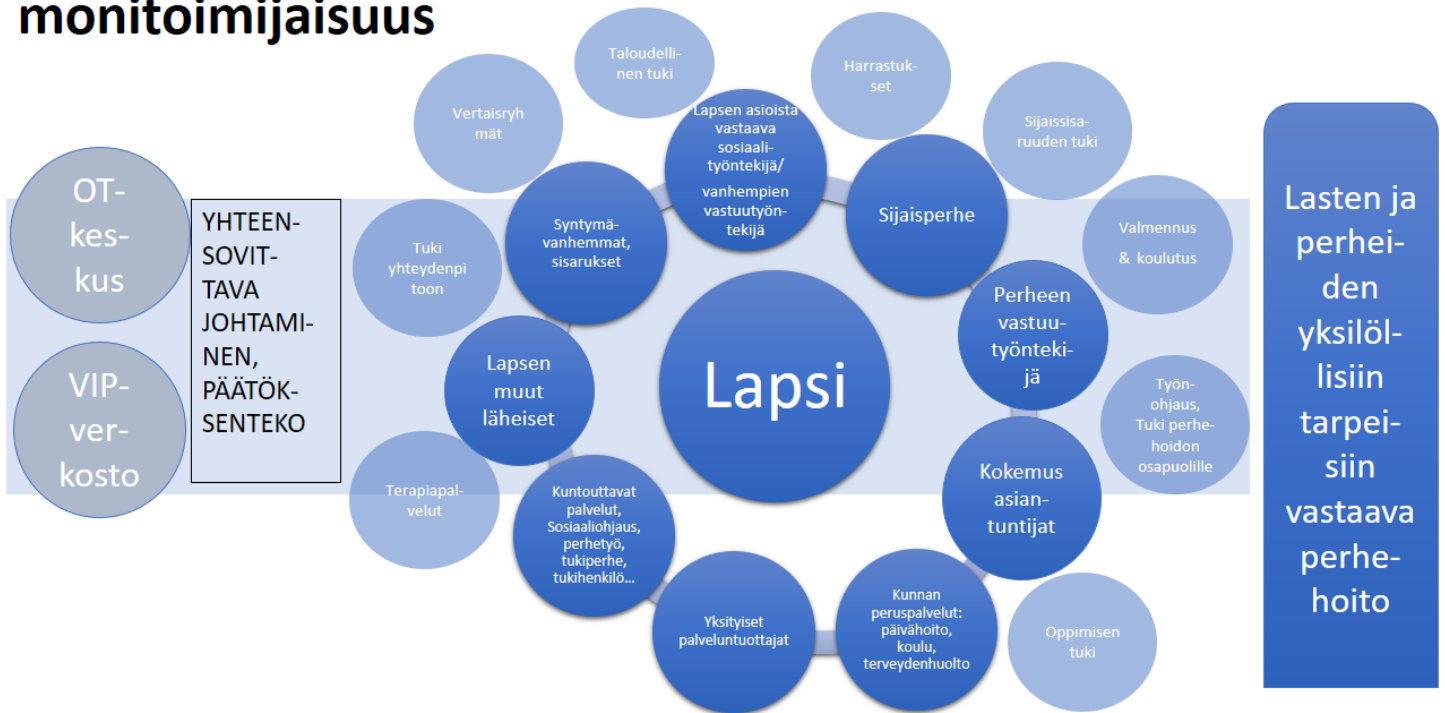 monitoimijaisuus
OT-
kes-
kus
VIP-
ver-
kosto
YHTEEN-
SOVIT-
TAVA
JOHTAMI-
NEN,
PÄÄTÖK-
SENTEKO
Vertaisryh
mät
Taloudelli-
nen tuki
Harrastuk-
set
Sijaissisa-
ruuden tuki
Valmennus
& koulutus
Työn-
ohjaus,
Tuki perhe-
hoidon
osapuolille
Oppimisen
tuki
Terapiapal-
velut
Tuki
yhteydenpi
toon
Lapsen asioista
vastaava
sosiaali-
työntekijä/
vanhempien
vastuutyön-
tekijä
Sijaisperhe
Perheen
vastuu-
työnteki-
jä
Kokemus
asian-
tuntijat
Kunnan
peruspalvelut:
päivähoito,
koulu,
terveydenhuolto
Yksityiset
palveluntuottajat
Kuntouttavat
palvelut,
Sosiaaliohjaus,
perhetyö,
tukiperhe,
tukihenkilö…
Lapsen
muut
läheiset
Syntymä-
vanhemmat,
sisarukset
Lapsi
Lasten ja
perhei-
den
yksilöl-
lisiin
tarpei-
siin
vastaava
perhe-
hoito